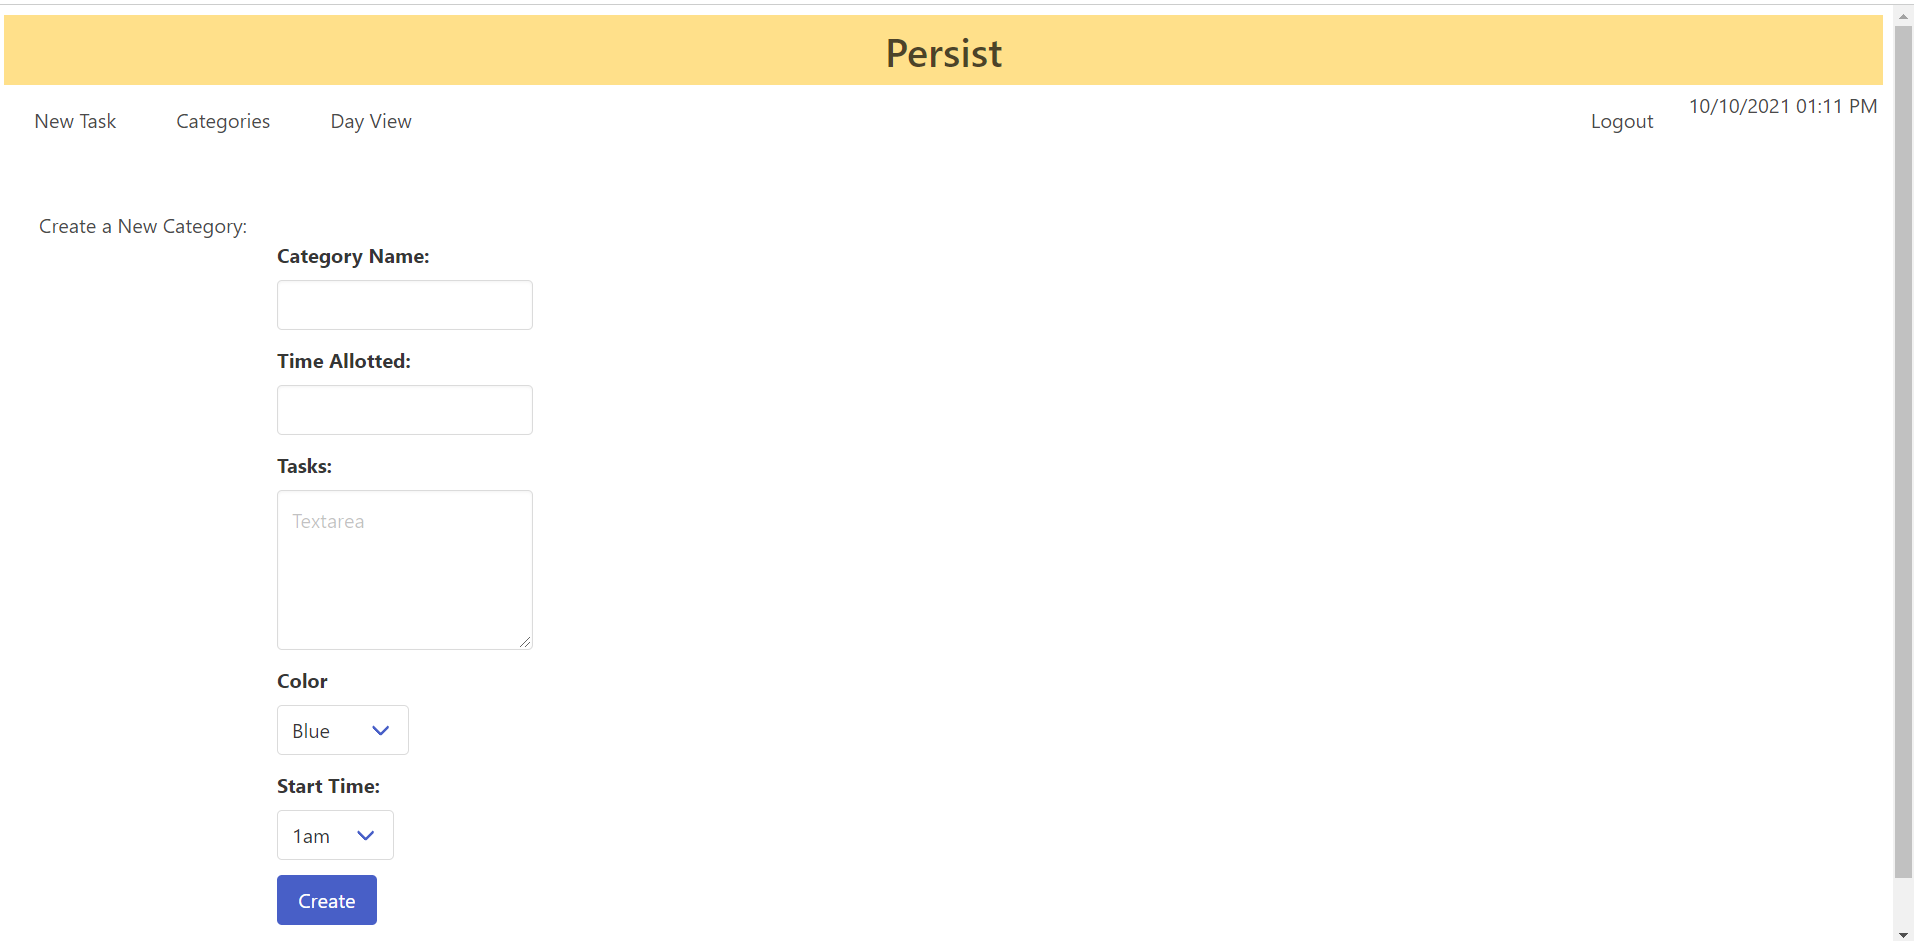 Persist
New Task Categories Day View Logout 10/10/2021 01:11 PM
Create a New Category:
Category Name:
Time Allotted:
Tasks:
Textarea
Color
Blue
Start Time:
1am
Create